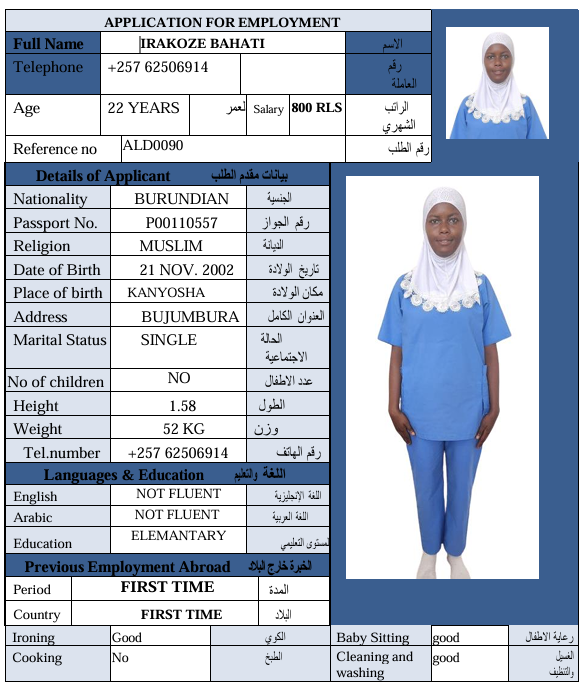 APPLICATION FOR EMPLOYMENT
Full Name IRAKOZE BAHATI الاسم
Telephone +257 62506914 رقم العاملة
Age 22 YEARS لعمر Salary 800 RLS الراتب الشهري
Reference no ALD0090 رقم الطلب
Details of Applicant بيانات مقدم الطلب
Nationality BURUNDIAN الجنسية
Passport No. P00110557 رقم الجواز
Religion MUSLIM الديانة
Date of Birth 21 NOV. 2002 تاريخ الولادة
Place of birth KANYOSHA مكان الولادة
Address BUJUMBURA العنوان الكامل
Marital Status SINGLE الحالة الاجتماعية
No of children NO عدد الاطفال
Height 1.58 الطول
Weight 52 KG وزن
Tel.number +257 62506914 رقم الهاتف
Languages & Education اللغة والتعليم
English NOT FLUENT اللغة الإنجليزية
Arabic NOT FLUENT اللغة العربية
Education ELEMANTARY لمستوى التعليمي
Previous Employment Abroad الخبرة خارج البلاد
Period FIRST TIME المدة
Country FIRST TIME البلاد
Ironing Good الكوي Baby Sitting good رعاية الاطفال
Cooking No الطبخ Cleaning and washing good الغسيل والتنظيف